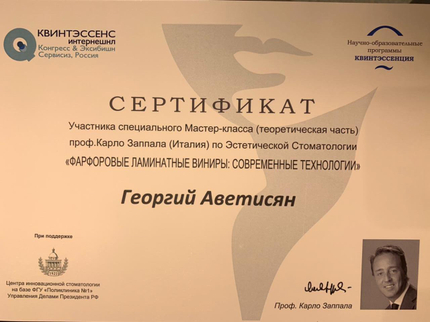 КВИНТЭССЕНС
интернешнл
Конгресс & Эксибишн
Сервисиз, Россия
Научно-образовательные
программы
КВИНТЭССЕНЦИЯ
СЕРТИФИКАТ
Участника специального Мастер-класса (теоретическая часть)
проф.Карло Заппала (Италия) по Эстетической Стоматологии
«ФАРФОРОВЫЕ ЛАМИНАТНЫЕ ВИНИРЫ: СОВРЕМЕННЫЕ ТЕХНОЛОГИИ»
Георгий Аветисян
При поддержке
Центра инновационной стоматологии
на базе ФГУ «Поликлиника №1»
Управления Делами Президента РФ
Проф. Карло Заппала